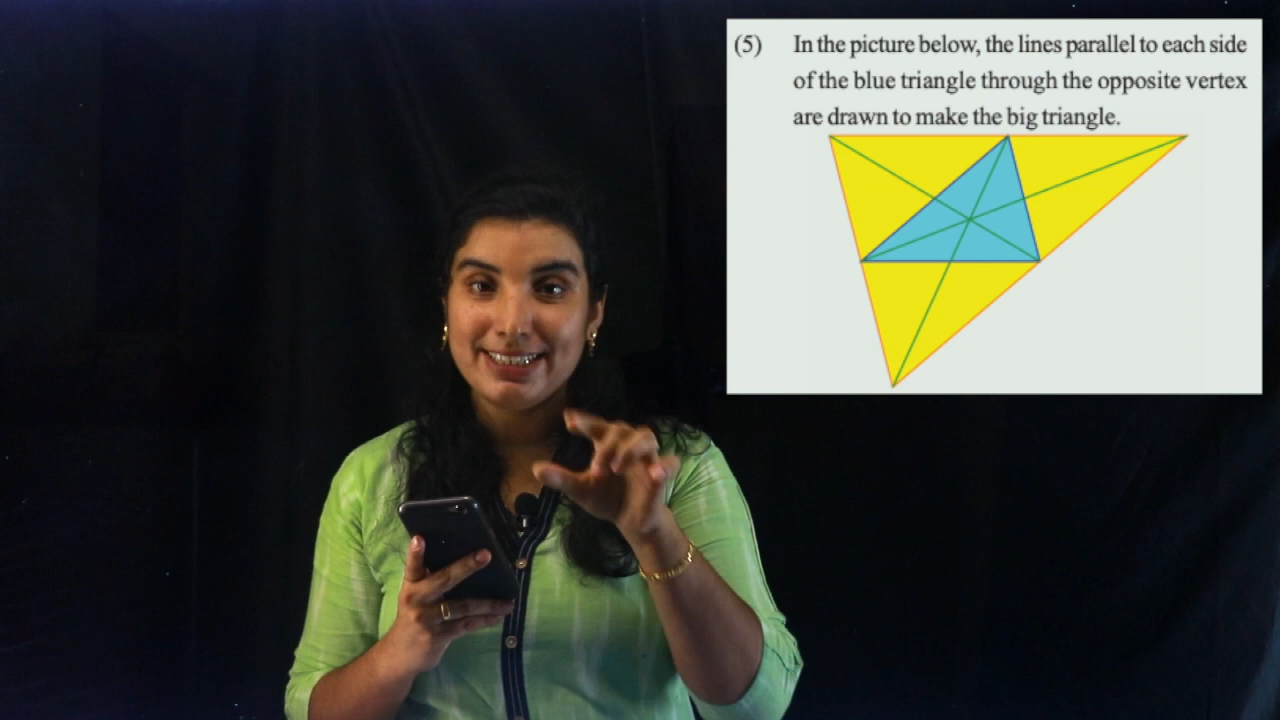 (5) In the picture below, the lines parallel to each side
of the blue triangle through the opposite vertex
are drawn to make the big triangle.